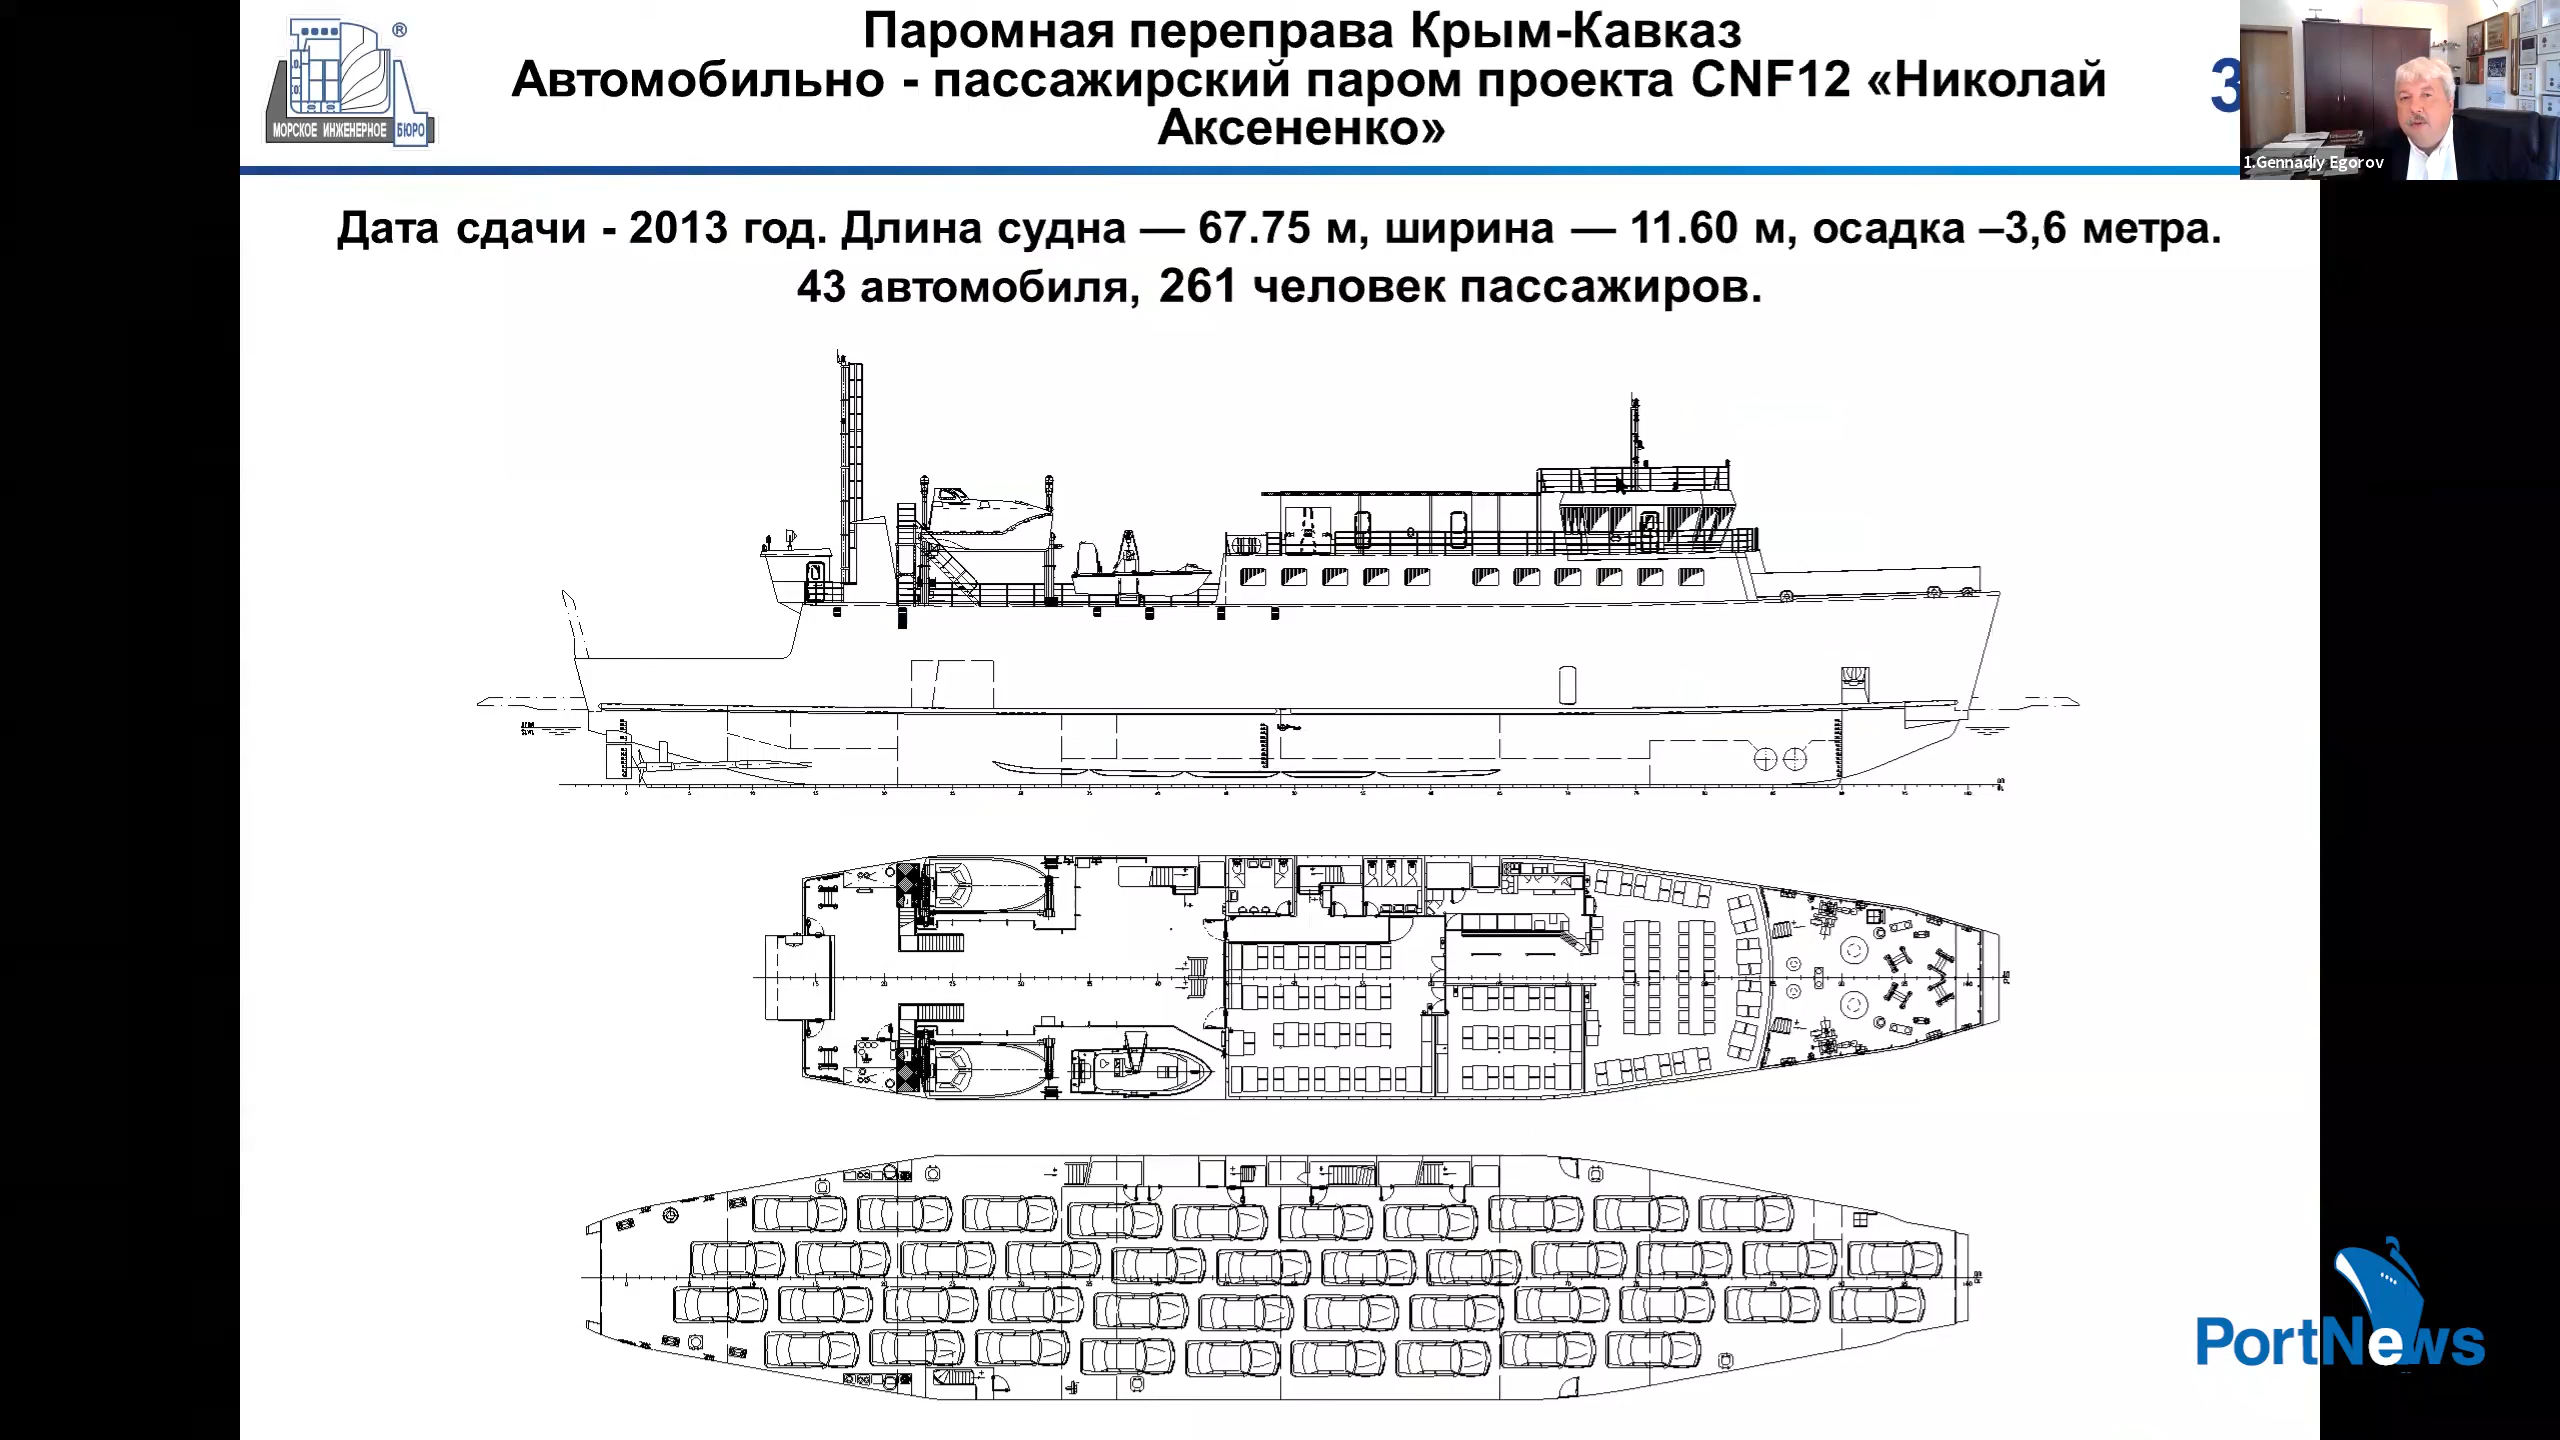 Паромная переправа Крым-Кавказ
Автомобильно - пассажирский паром проекта CNF12 «Николай
Аксененко»
3
®
МОРСКОЕ ИНЖЕНЕРНОЕ БЮРО
1.Gennadiy Egorov
Дата сдачи - 2013 год. Длина судна — 67.75 м, ширина — 11.60 м, осадка –3,6 метра.
43 автомобиля, 261 человек пассажиров.
PortNews